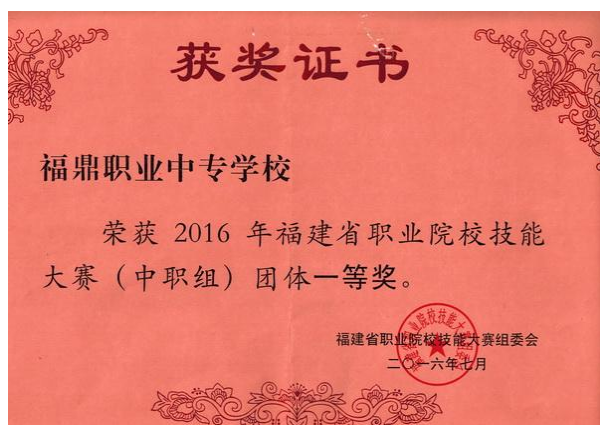 获奖证书
福鼎职业中专学校
荣获 2016 年福建省职业院校技能
大赛（中职组）团体一等奖。
福建省职业院校技能大赛组委会
二〇一六年七月